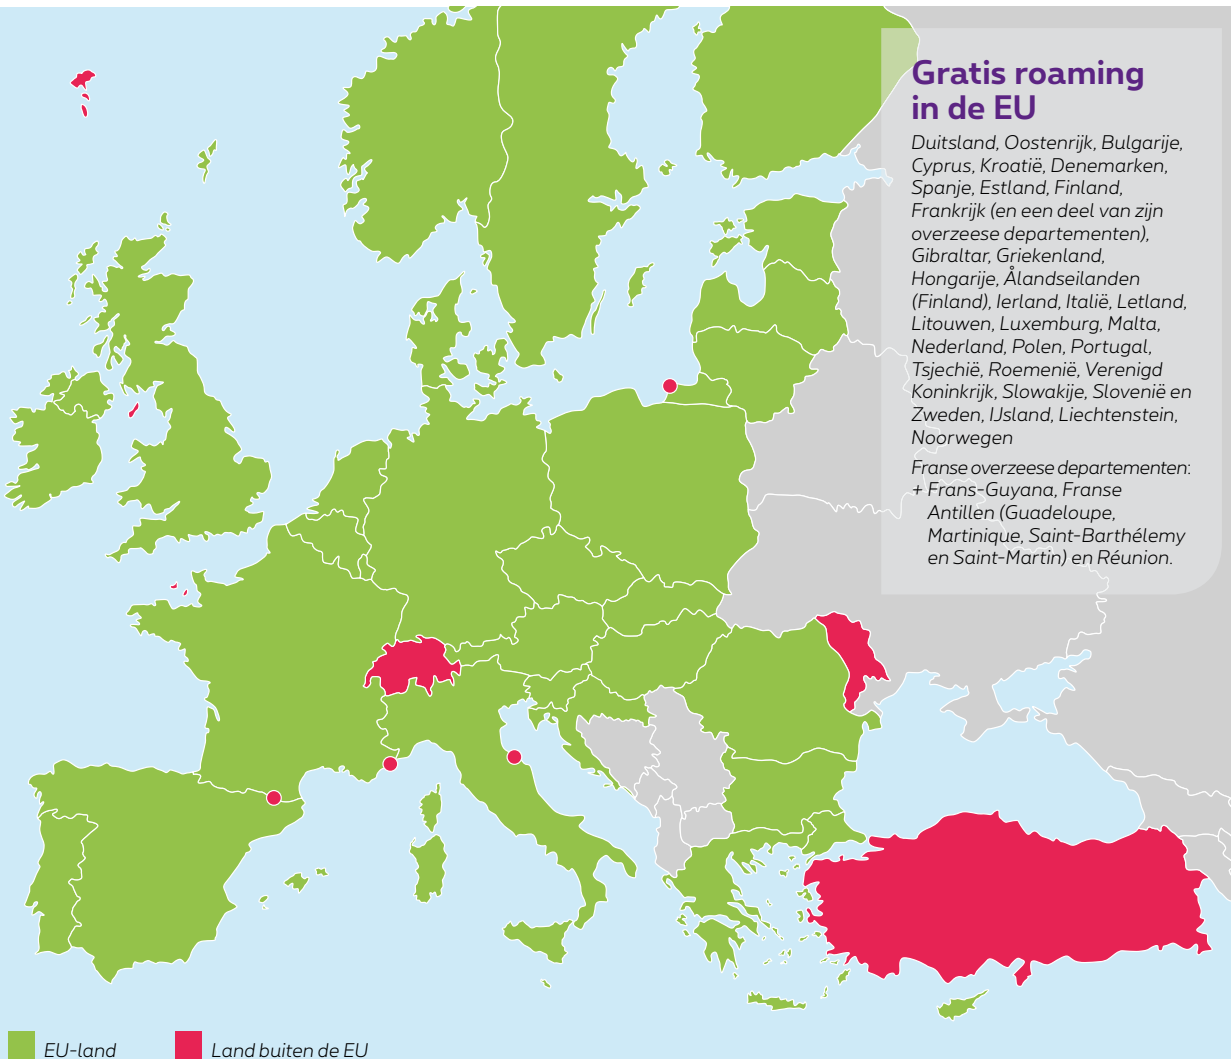 Gratis roaming
in de EU
Duitsland, Oostenrijk, Bulgarije,
Cyprus, Kroatië, Denemarken,
Spanje, Estland, Finland,
Frankrijk (en een deel van zijn
overzeese departementen),
Gibraltar, Griekenland,
Hongarije, Ålandseilanden
(Finland), Ierland, Italië, Letland,
Litouwen, Luxemburg, Malta,
Nederland, Polen, Portugal,
Tsjechië, Roemenië, Verenigd
Koninkrijk, Slowakije, Slovenië en
Zweden, IJsland, Liechtenstein,
Noorwegen
Franse overzeese departementen:
+ Frans-Guyana, Franse
Antillen (Guadeloupe,
Martinique, Saint-Barthélemy
en Saint-Martin) en Réunion.
EU-land
Land buiten de EU